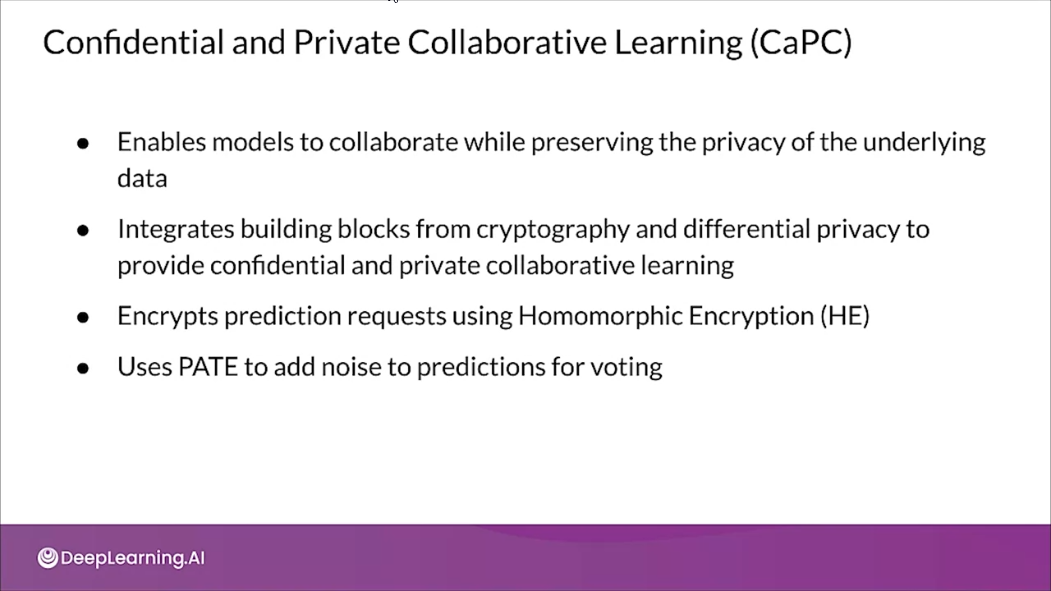 Confidential and Private Collaborative Learning (CaPC)
● Enables models to collaborate while preserving the privacy of the underlying
data
● Integrates building blocks from cryptography and differential privacy to
provide confidential and private collaborative learning
● Encrypts prediction requests using Homomorphic Encryption (HE)
● Uses PATE to add noise to predictions for voting
DeepLearning.AI